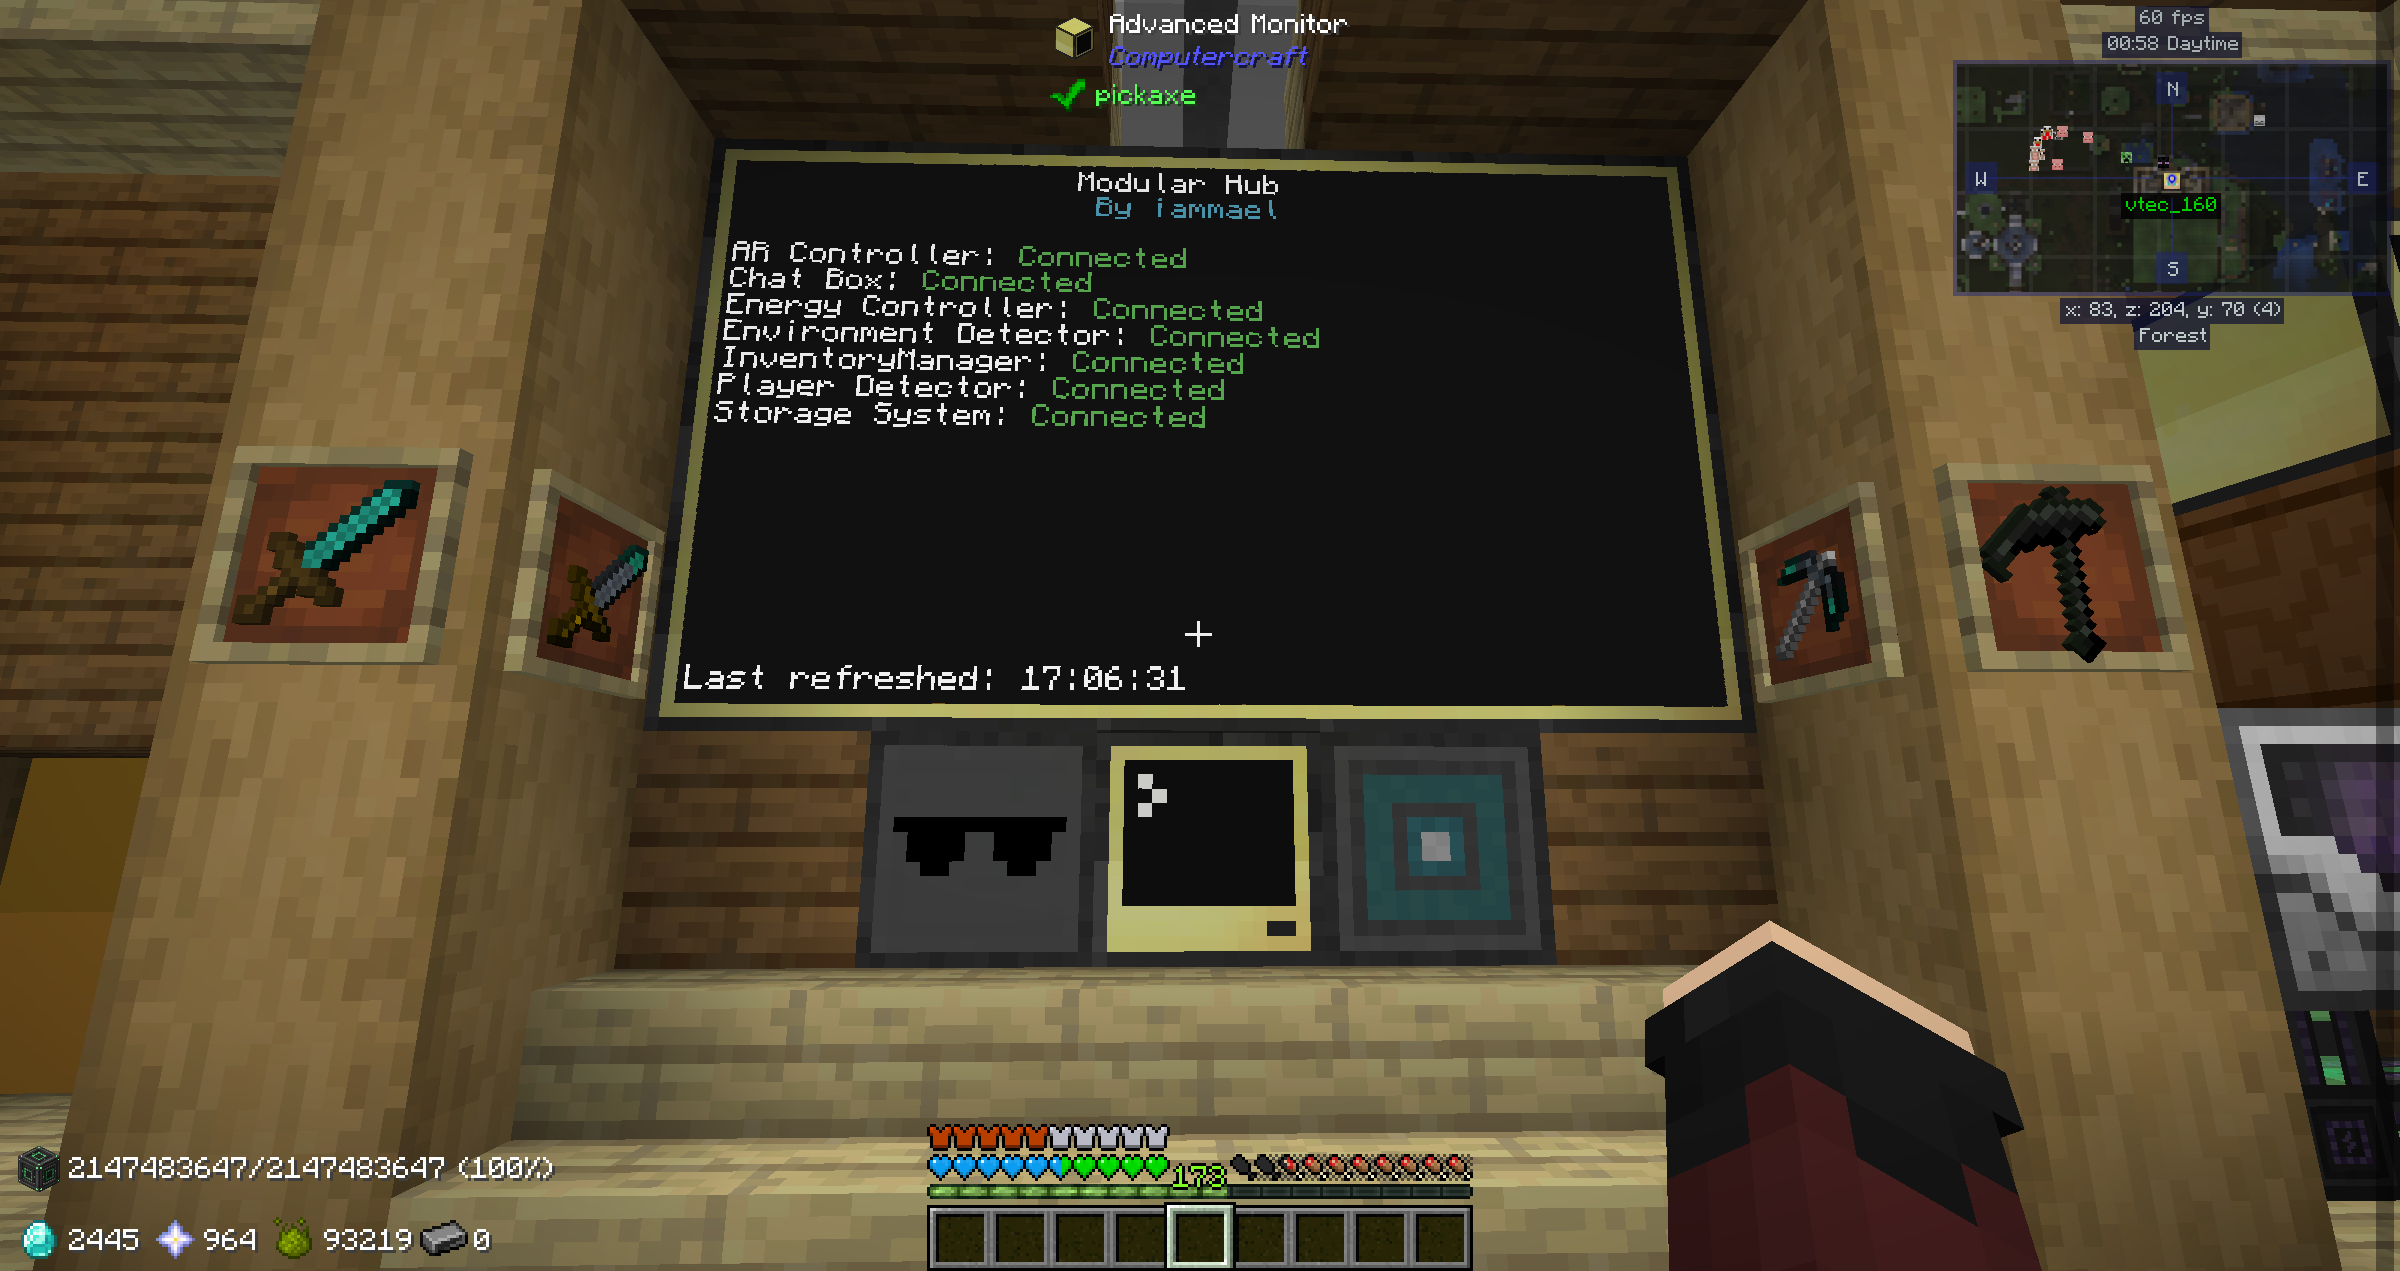 Advanced Monitor
Computercraft
pickaxe
60 fps
00:58 Daytime
N
W
E
vtec_160
S
x: 83, z: 204, y: 70 (4)
Forest
Modular Hub
By iammael
AR Controller: Connected
Chat Box: Connected
Energy Controller: Connected
Environment Detector: Connected
InventoryManager: Connected
Player Detector: Connected
Storage System: Connected
Last refreshed: 17:06:31
>
2147483647/2147483647 (100%)
173
2445 964 93219 0